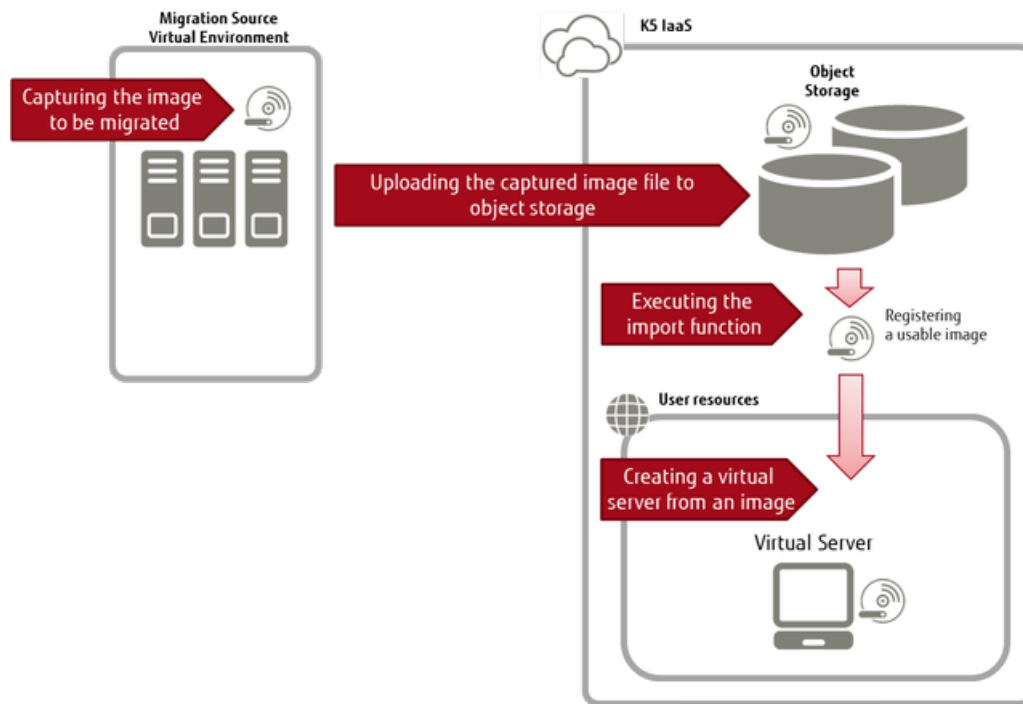 Migration Source
Virtual Environment
K5 IaaS
Object
Storage
Capturing the image
to be migrated
Uploading the captured image file to
object storage
Executing the
import function
Registering
a usable image
User resources
Creating a virtual
server from an image
Virtual Server